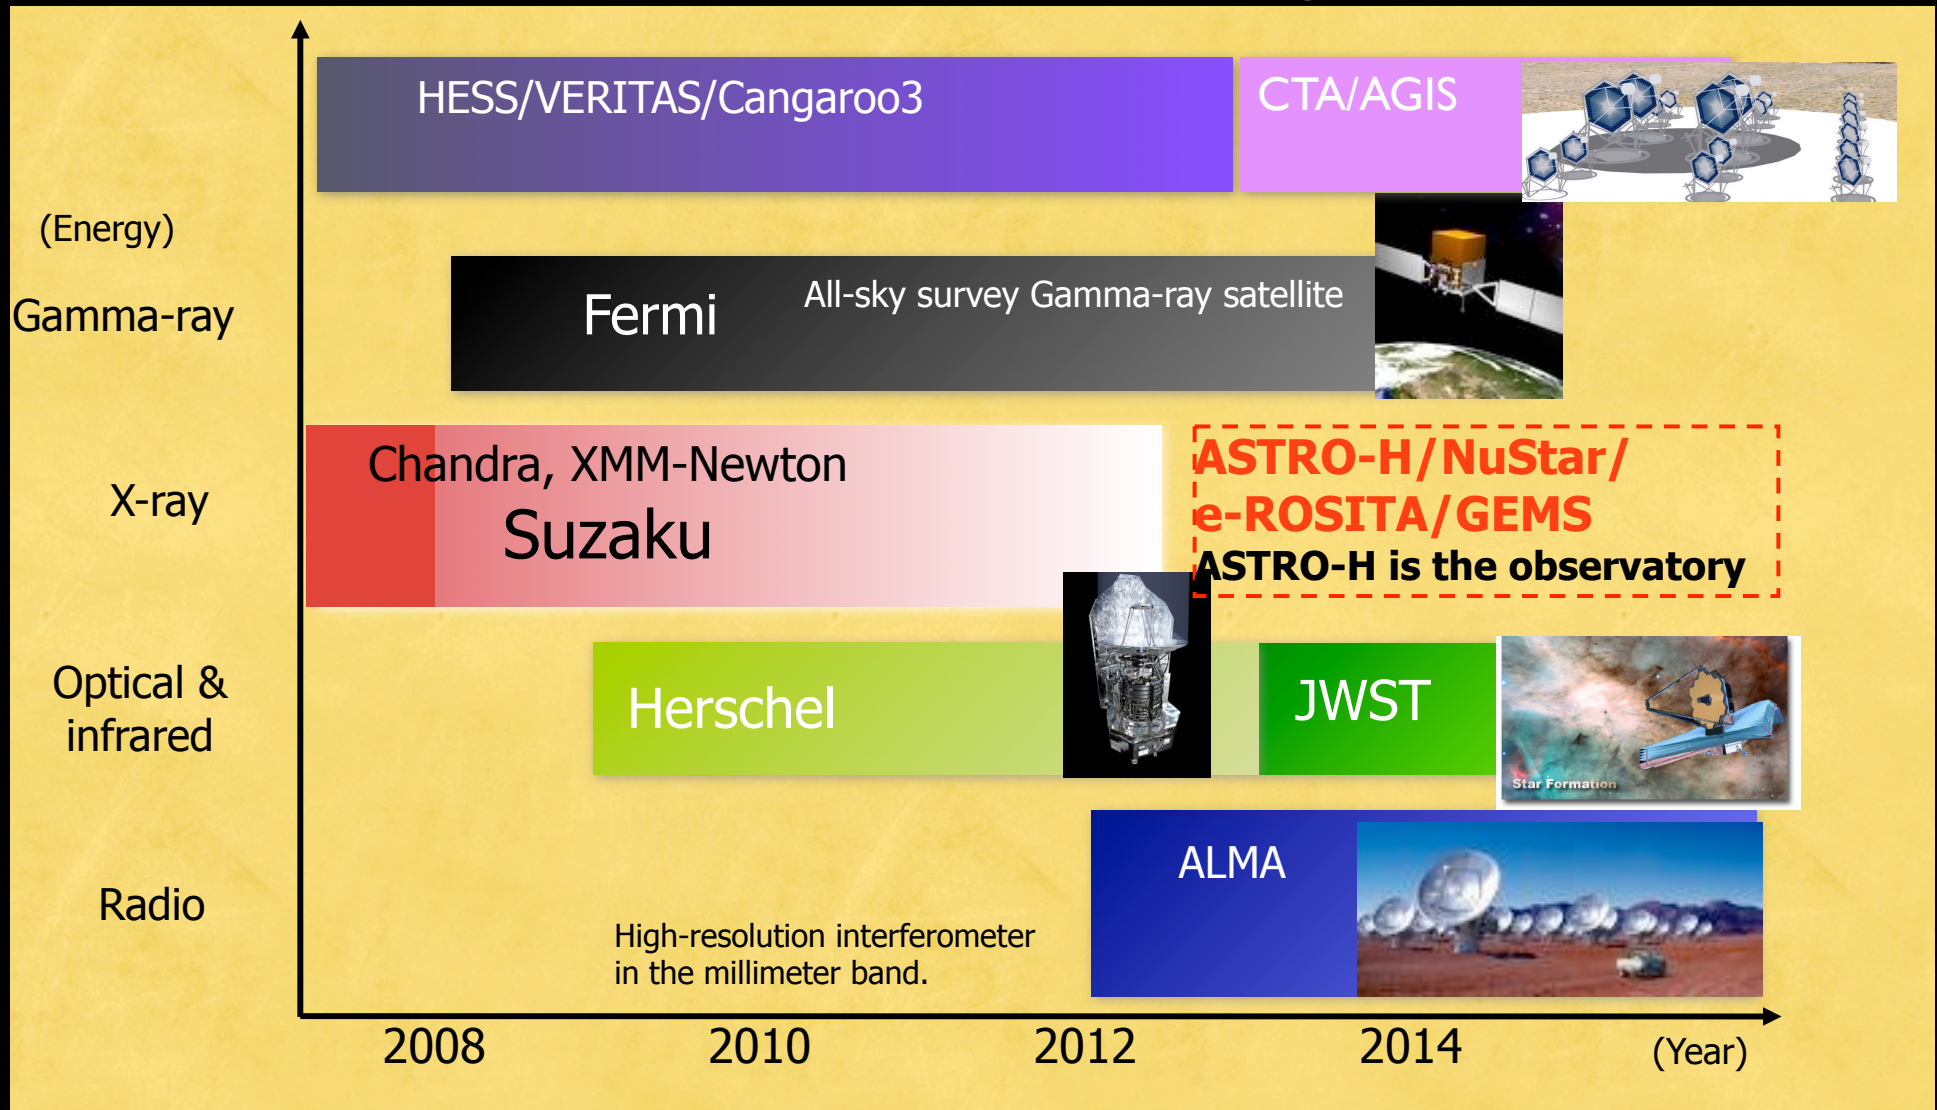 HESS/VERITAS/Cangaroo3
CTA/AGIS
(Energy)
Gamma-ray
Fermi
All-sky survey Gamma-ray satellite
X-ray
Chandra, XMM-Newton
Suzaku
ASTRO-H/NuStar/
e-ROSITA/GEMS
ASTRO-H is the observatory
Optical &
infrared
Herschel
JWST
Star Formation
Radio
ALMA
High-resolution interferometer
in the millimeter band.
2008
2010
2012
2014
(Year)